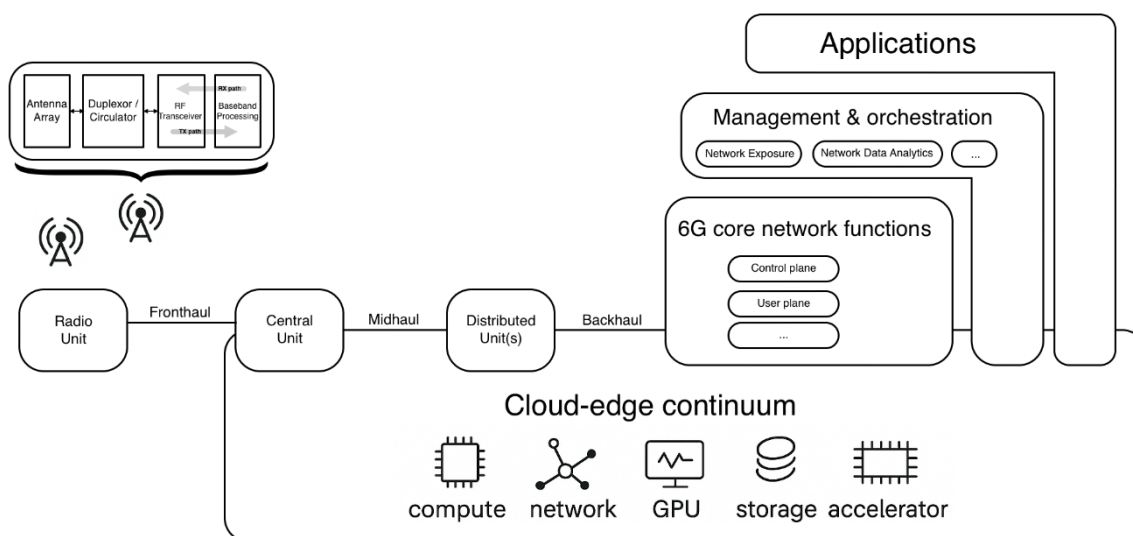 Applications
Management & orchestration
Network Exposure
Network Data Analytics
...
Antenna
Array
Duplexor /
Circulator
RF
Transceiver
Baseband
Processing
RX path
TX path
6G core network functions
Control plane
User plane
...
Radio
Unit
Fronthaul
Central
Unit
Midhaul
Distributed
Unit(s)
Backhaul
Cloud-edge continuum
compute
network
GPU
storage
accelerator